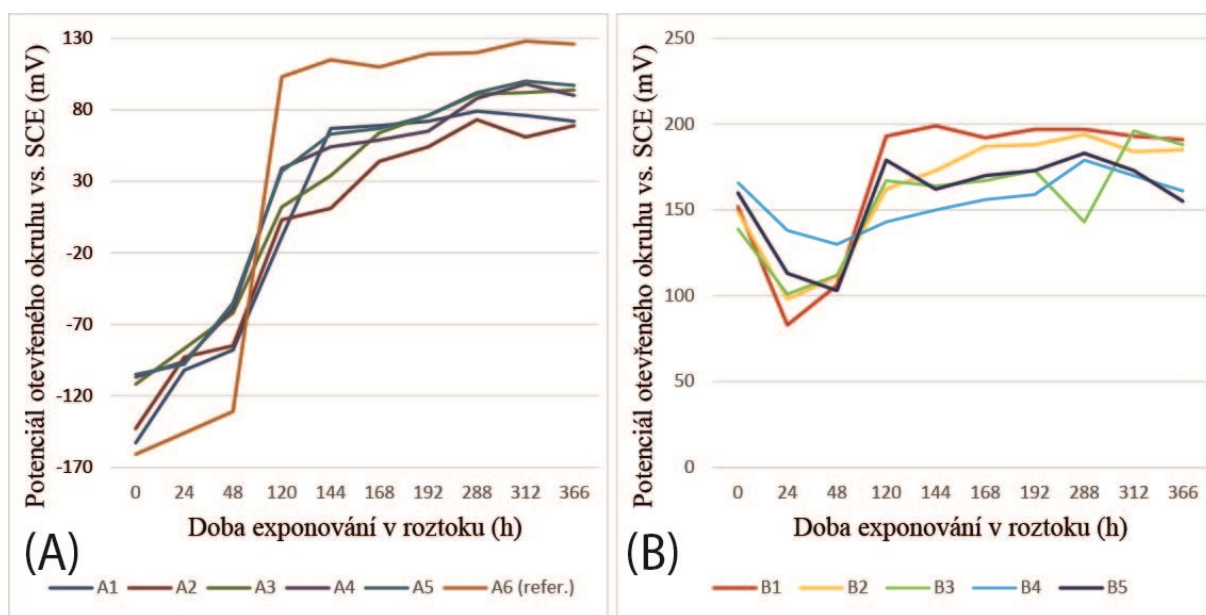 Potenciál otevřeného okruhu vs. SCE (mV)
130
80
30
-20
-70
-120
-170
0 24 48 120 144 168 192 288 312 366
Doba exponování v roztoku (h)
(A)
A1 A2 A3 A4 A5 A6 (refer.)
Potenciál otevřeného okruhu vs. SCE (mV)
250
200
150
100
50
0
0 24 48 120 144 168 192 288 312 366
Doba exponování v roztoku (h)
(B)
B1 B2 B3 B4 B5